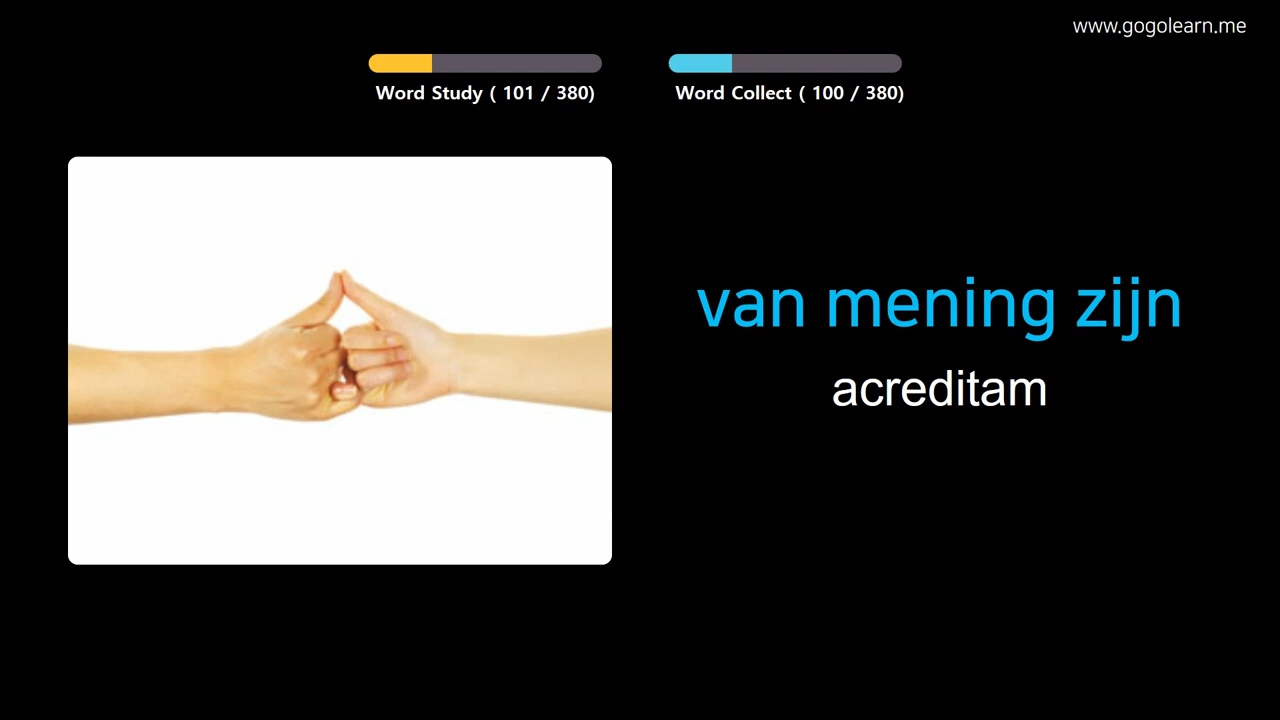 www.gogolearn.me
Word Study ( 101 / 380)
Word Collect ( 100 / 380)
van mening zijn
acreditam